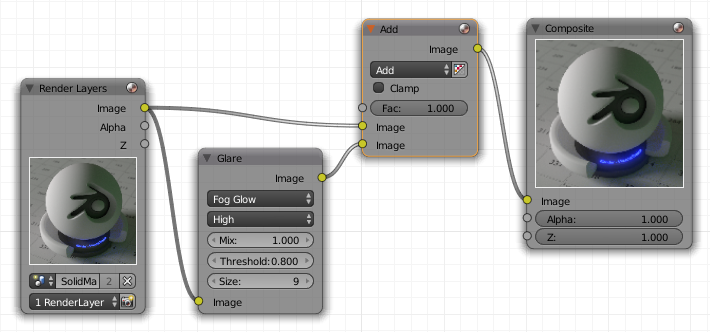 Render Layers
Image
Alpha
Z
SolidMa 2
1 RenderLayer
Glare
Image
Fog Glow
High
Mix: 1.000
Threshold: 0.800
Size: 9
Image
Add
Image
Add
Clamp
Fac: 1.000
Image
Image
Composite
Image
Alpha: 1.000
Z: 1.000